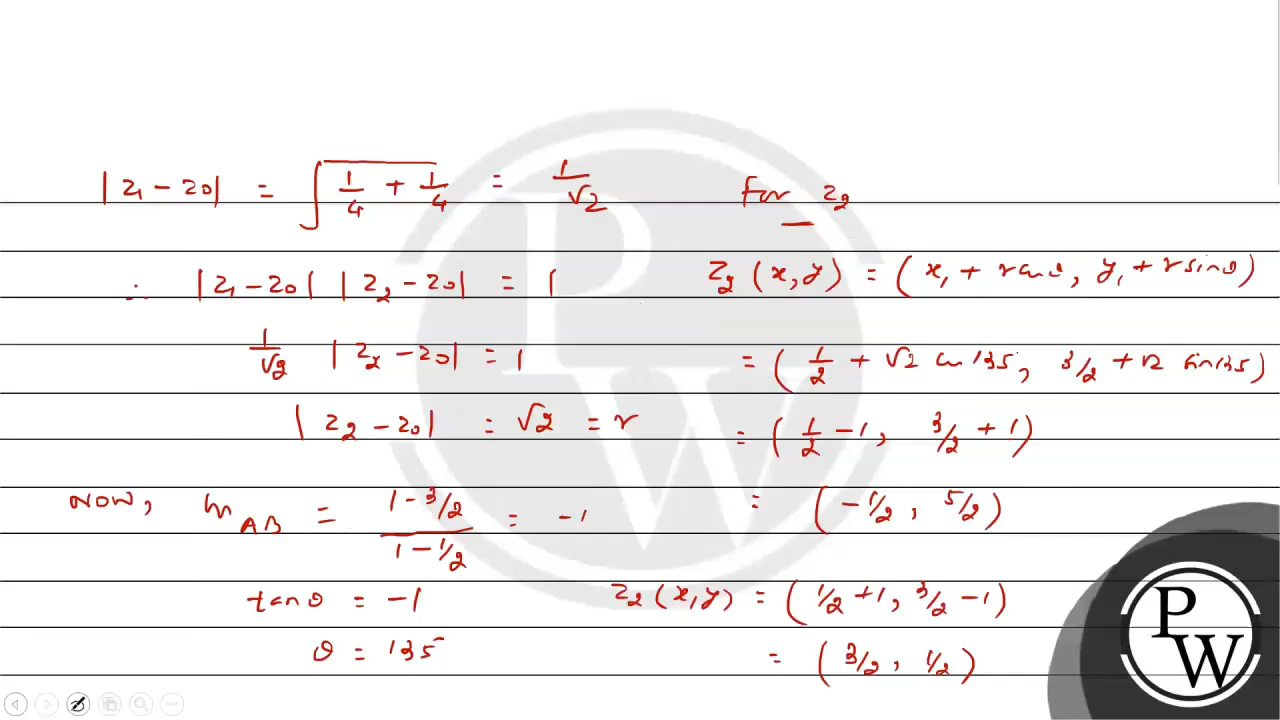 |z1 - z0| = √(1/4 + 1/4) = 1/√2
∴ |z1 - z0| |z2 - z0| = 1
1/√2 |z2 - z0| = 1
|z2 - z0| = √2 = r
NOW, mAB = (1 - 3/2)/(1 - 1/2) = -1
tanθ = -1
θ = 135°
For z2
z2 (x, y) = (x1 + r cosθ, y1 + r sinθ)
= (1/2 + √2 cos 135, 3/2 + √2 sin 135)
= (1/2 - 1, 3/2 + 1)
= (-1/2, 5/2)
z2 (x, y) = (1/2 + 1, 3/2 - 1)
= (3/2, 1/2)
P
W
P
W